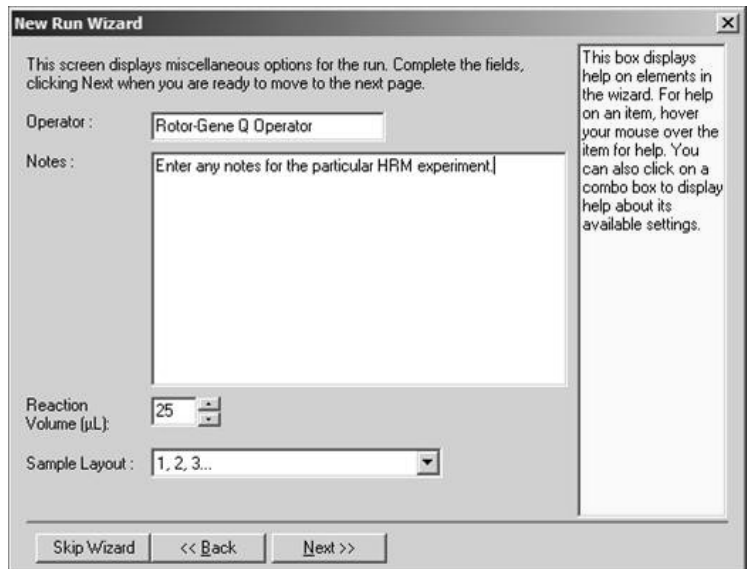 New Run Wizard
This screen displays miscellaneous options for the run. Complete the fields,
clicking Next when you are ready to move to the next page.
Operator :
Rotor-Gene Q Operator
Notes :
Enter any notes for the particular HRM experiment.
Reaction
Volume (µL):
25
Sample Layout :
1, 2, 3...
This box displays
help on elements in
the wizard. For help
on an item, hover
your mouse over the
item for help. You
can also click on a
combo box to display
help about its
available settings.
Skip Wizard
<< Back
Next >>